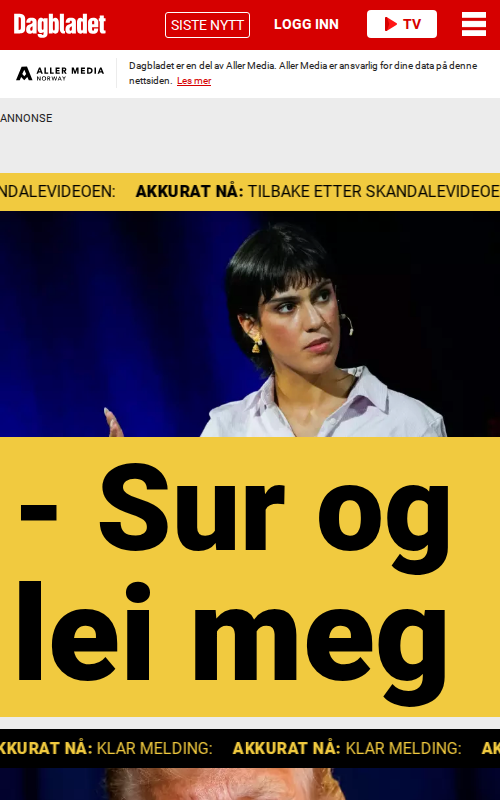 Dagbladet
SISTE NYTT
LOGG INN
TV
ALLER MEDIA
NORWAY
Dagbladet er en del av Aller Media. Aller Media er ansvarlig for dine data på denne
nettsiden. Les mer
ANNONSE
NDALEVIDEOEN: AKKURAT NÅ: TILBAKE ETTER SKANDALEVIDEOE
- Sur og
lei meg
KKURAT NÅ: KLAR MELDING: AKKURAT NÅ: KLAR MELDING: AK